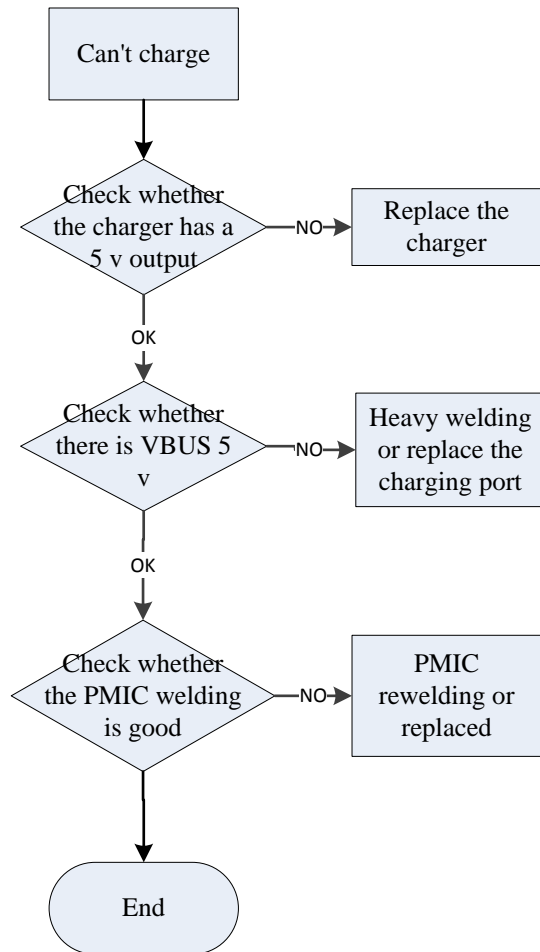 Can't charge
Check whether
the charger has a
5 v output
NO
Replace the
charger
OK
Check whether
there is VBUS 5
v
NO
Heavy welding
or replace the
charging port
OK
Check whether
the PMIC welding
is good
NO
PMIC
rewelding or
replaced
End